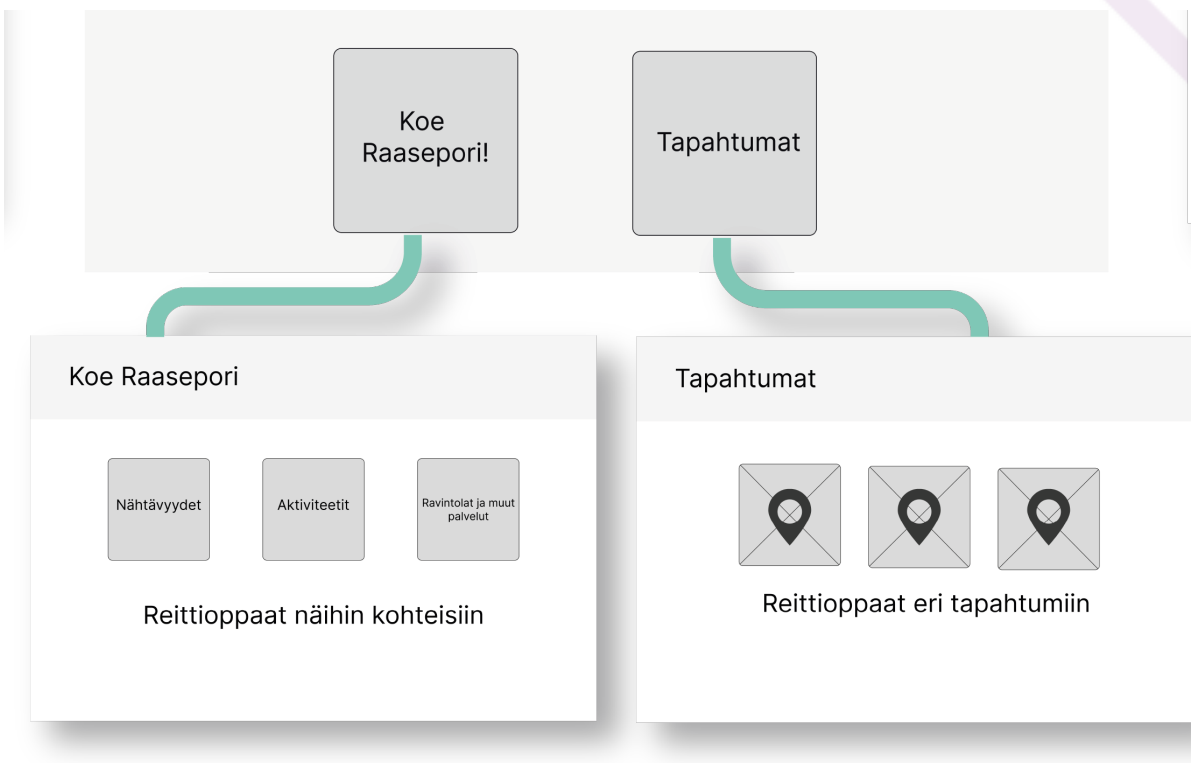 Koe
Raasepori!
Tapahtumat
Koe Raasepori
Nähtävyydet
Aktiviteetit
Ravintolat ja muut
palvelut
Reittioppaat näihin kohteisiin
Tapahtumat
Reittioppaat eri tapahtumiin